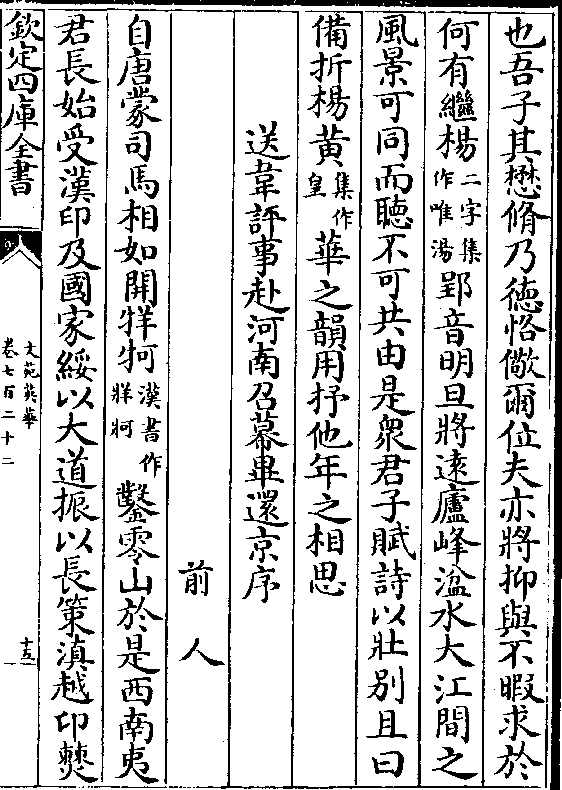 也吾子其懋脩乃德恪儆爾位夫亦將抑與不暇求於
何有繼楊二字集作唯湯郢音明旦將遠廬峰湓水大江間之
風景可同而聴不可共由是衆君子賦詩以壯别且曰
備折楊黄集作皇華之韻用抒他年之相思
送韋評事赴河南召募畢還京序
前人
自唐蒙司馬相如開牂牁漢書作牂柯鑿零山於是西南夷
君長始受漢印及國家綏以大道振以長策滇越卬僰
欽定四庫全書
文苑英華
卷七百二十二
十三